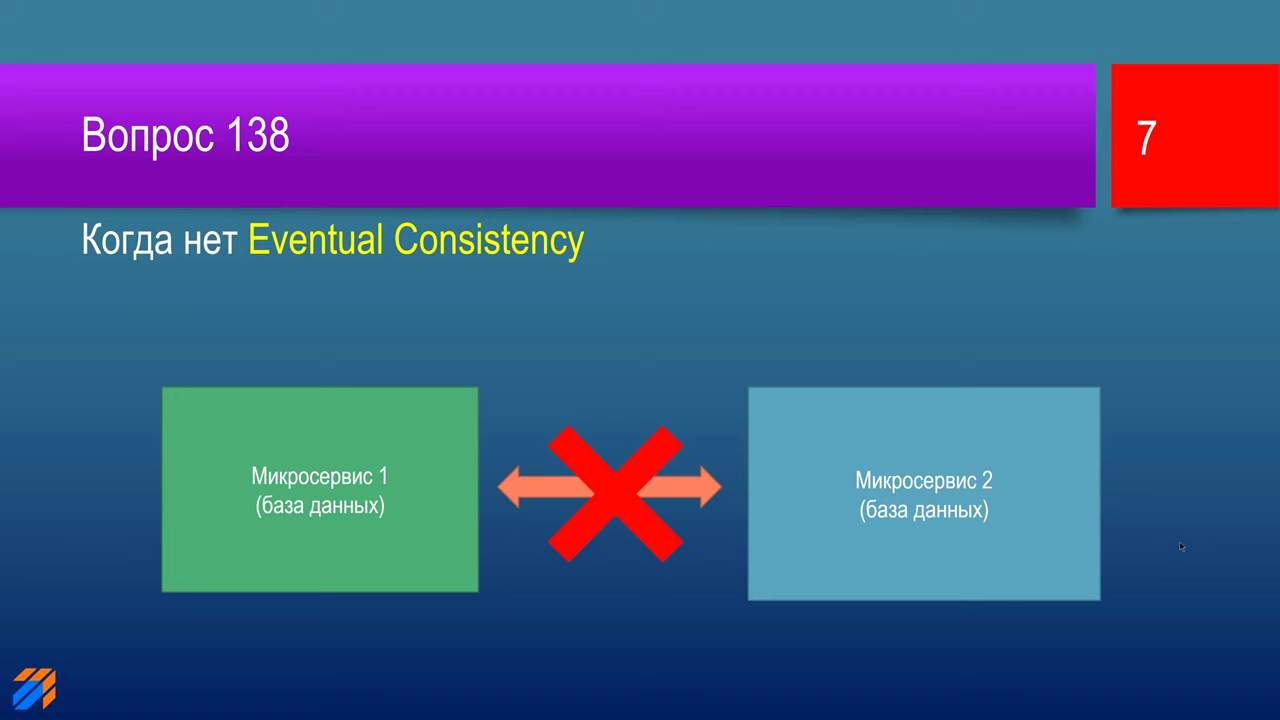 Вопрос 138
7
Когда нет Eventual Consistency
Микросервис 1
(база данных)
Микросервис 2
(база данных)